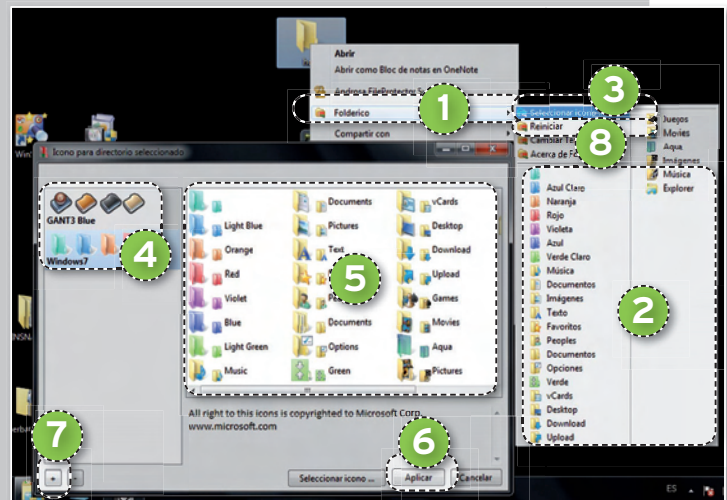 Abrir
Abrir como Bloc de notas en OneNote
Androsa FileProtector
1
Folderico
Compartir con
3
Seleccionar icono
Reiniciar
8
Acerca de
Juegos
Movies
Aqua
Imágenes
Música
Explorer
Azul Claro
Naranja
Rojo
Violeta
Azul
Verde Claro
Música
Documentos
Imágenes
Texto
Favoritos
Peoples
Documentos
Opciones
Verde
vCards
Desktop
Download
Upload
2
Icono para directorio seleccionado
GANT3 Blue
Windows7
4
Light Blue
Orange
Red
Violet
Blue
Light Green
Music
Documents
Pictures
Text
5
Documents
Options
Green
vCards
Desktop
Download
Upload
Games
Movies
Aqua
Pictures
All right to this icons is copyrighted to Microsoft Corp.
www.microsoft.com
7
+
6
Seleccionar icono ...
Aplicar
Cancelar
ES